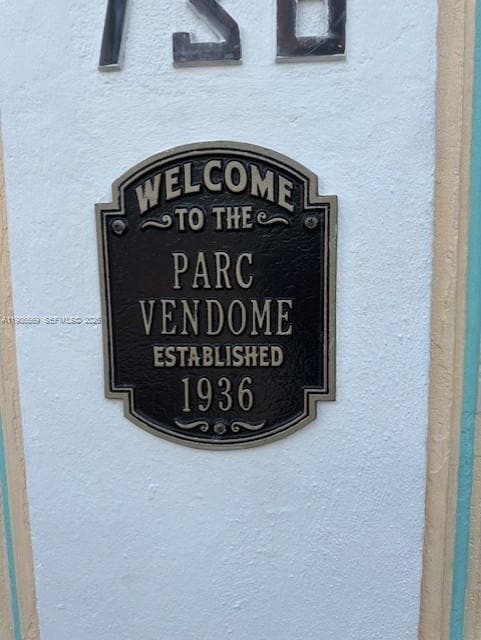 WELCOME
TO THE
PARC
VENDOME
ESTABLISHED
1936